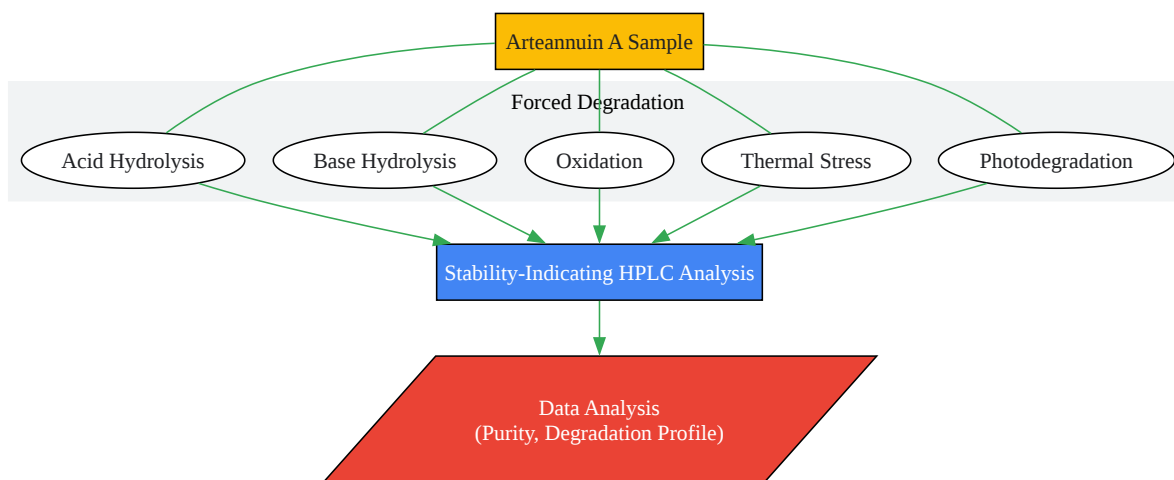 Arteannuin A Sample
Forced Degradation
Acid Hydrolysis
Base Hydrolysis
Oxidation
Thermal Stress
Photodegradation
Stability-Indicating HPLC Analysis
Data Analysis
(Purity, Degradation Profile)